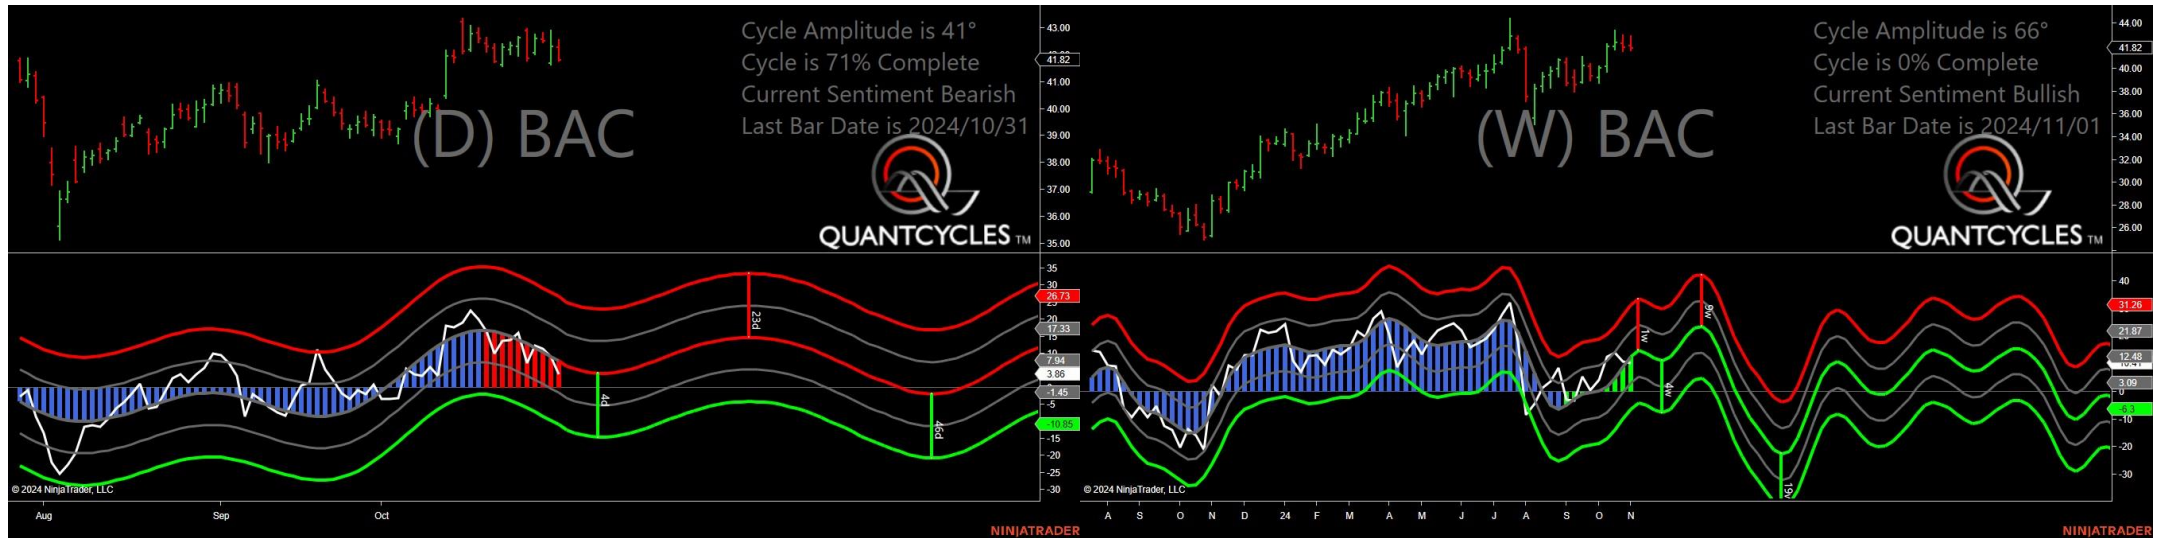 Cycle Amplitude is 41°
Cycle is 71% Complete
Current Sentiment Bearish
Last Bar Date is 2024/10/31
(D) BAC
QUANTCYCLES TM
43.00
41.82
41.00
40.00
39.00
38.00
37.00
36.00
35.00
35
30
26.73
20
17.33
15
10
7.94
3.86
-1.45
-5
-10.85
-15
-20
-25
-30
4d
23d
46d
© 2024 NinjaTrader, LLC
Aug Sep Oct
NINJATRADER
Cycle Amplitude is 66°
Cycle is 0% Complete
Current Sentiment Bullish
Last Bar Date is 2024/11/01
(W) BAC
QUANTCYCLES TM
44.00
41.82
40.00
38.00
36.00
34.00
32.00
30.00
28.00
26.00
40
31.26
21.87
12.48
3.09
0
-6.3
-10
-20
-30
1w
4w
9w
© 2024 NinjaTrader, LLC
A S O N D 24 F M A M J J A S O N
NINJATRADER